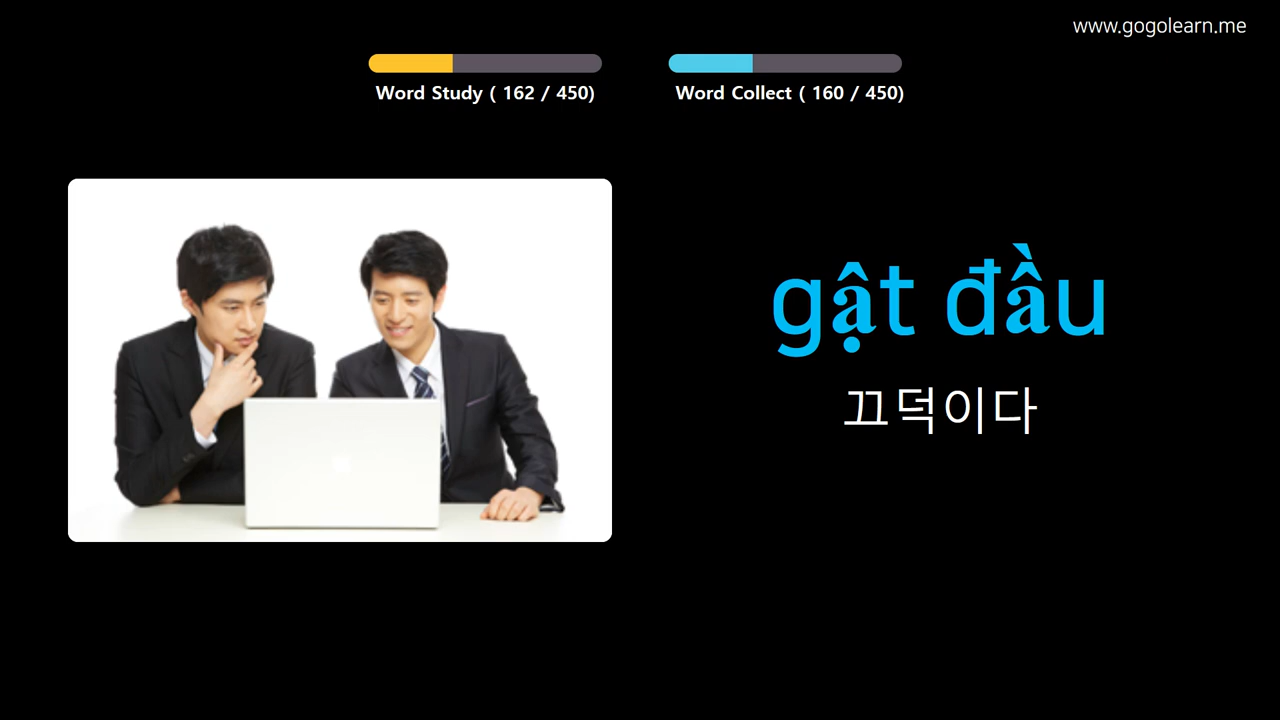 www.gogolearn.me
Word Study ( 162 / 450)
Word Collect ( 160 / 450)
gật đầu
끄덕이다